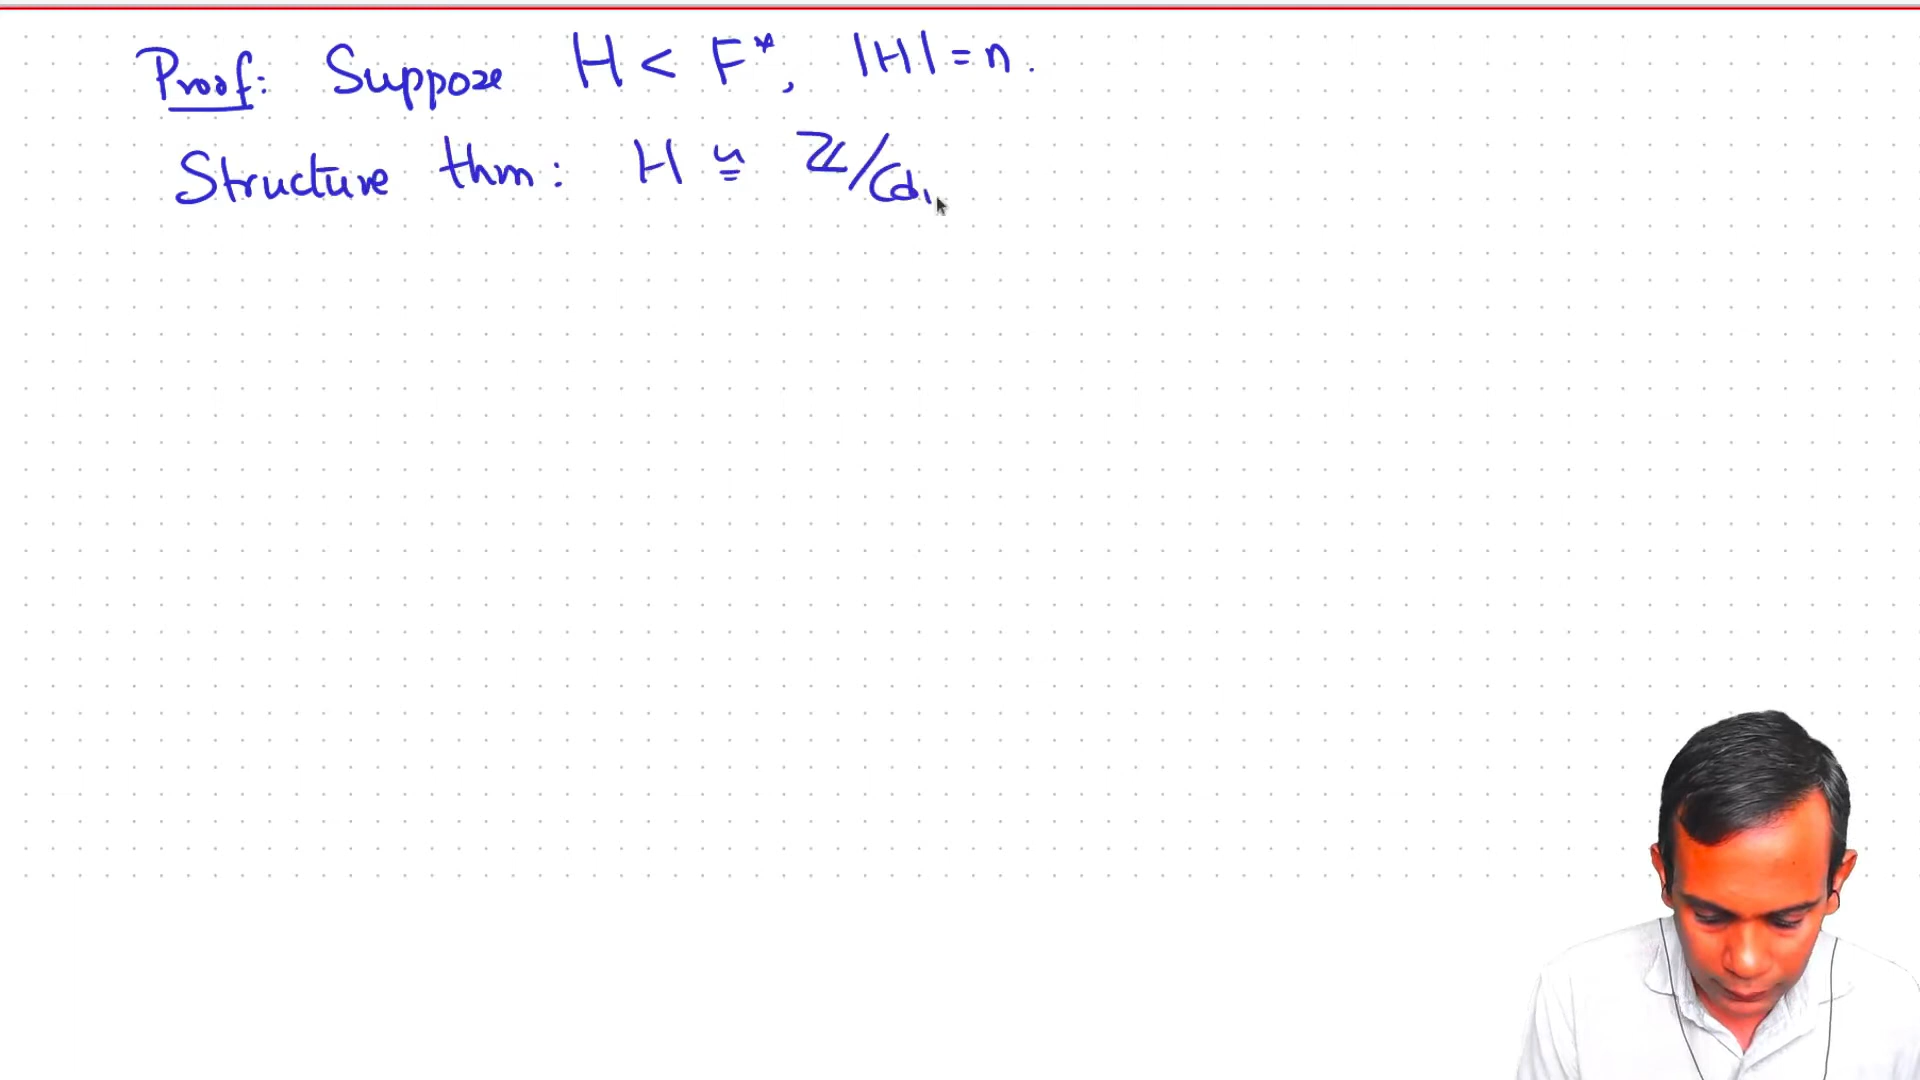 Proof: Suppose H < F*, |H| = n.
Structure thm: H ≅ ℤ/(d₁